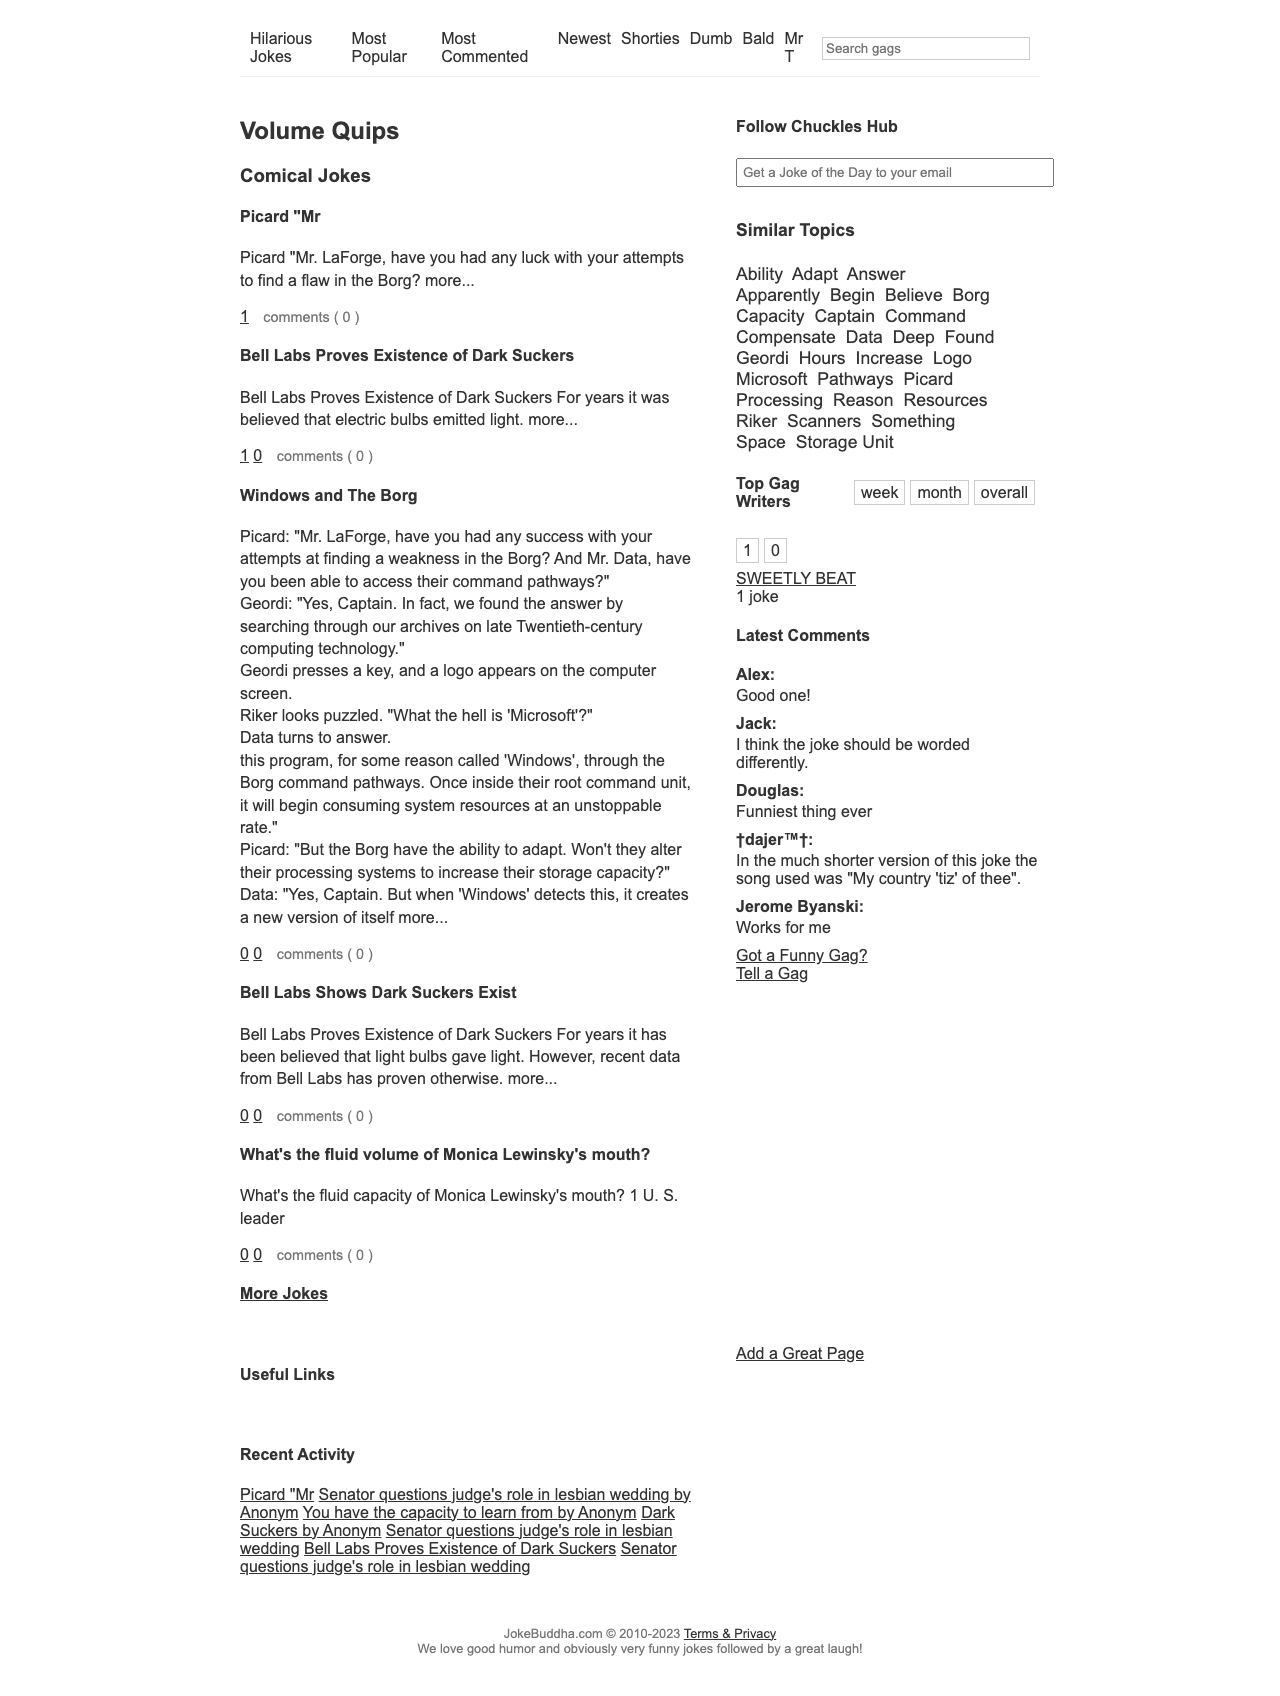 Hilarious Jokes
Most Popular
Most Commented
Newest
Shorties
Dumb
Bald
Mr T
Search gags
Volume Quips
Comical Jokes
Picard "Mr
Picard "Mr. LaForge, have you had any luck with your attempts
to find a flaw in the Borg? more...
1 comments ( 0 )
Bell Labs Proves Existence of Dark Suckers
Bell Labs Proves Existence of Dark Suckers For years it was
believed that electric bulbs emitted light. more...
1 0 comments ( 0 )
Windows and The Borg
Picard: "Mr. LaForge, have you had any success with your
attempts at finding a weakness in the Borg? And Mr. Data, have
you been able to access their command pathways?"
Geordi: "Yes, Captain. In fact, we found the answer by
searching through our archives on late Twentieth-century
computing technology."
Geordi presses a key, and a logo appears on the computer
screen.
Riker looks puzzled. "What the hell is 'Microsoft'?"
Data turns to answer.
this program, for some reason called 'Windows', through the
Borg command pathways. Once inside their root command unit,
it will begin consuming system resources at an unstoppable
rate."
Picard: "But the Borg have the ability to adapt. Won't they alter
their processing systems to increase their storage capacity?"
Data: "Yes, Captain. But when 'Windows' detects this, it creates
a new version of itself more...
0 0 comments ( 0 )
Bell Labs Shows Dark Suckers Exist
Bell Labs Proves Existence of Dark Suckers For years it has
been believed that light bulbs gave light. However, recent data
from Bell Labs has proven otherwise. more...
0 0 comments ( 0 )
What's the fluid volume of Monica Lewinsky's mouth?
What's the fluid capacity of Monica Lewinsky's mouth? 1 U. S.
leader
0 0 comments ( 0 )
More Jokes
Useful Links
Recent Activity
Picard "Mr Senator questions judge's role in lesbian wedding by
Anonym You have the capacity to learn from by Anonym Dark
Suckers by Anonym Senator questions judge's role in lesbian
wedding Bell Labs Proves Existence of Dark Suckers Senator
questions judge's role in lesbian wedding
Follow Chuckles Hub
Get a Joke of the Day to your email
Similar Topics
Ability Adapt Answer
Apparently Begin Believe Borg
Capacity Captain Command
Compensate Data Deep Found
Geordi Hours Increase Logo
Microsoft Pathways Picard
Processing Reason Resources
Riker Scanners Something
Space Storage Unit
Top Gag
Writers
week month overall
1 0
SWEETLY BEAT
1 joke
Latest Comments
Alex:
Good one!
Jack:
I think the joke should be worded
differently.
Douglas:
Funniest thing ever
†dajer™†:
In the much shorter version of this joke the
song used was "My country 'tiz' of thee".
Jerome Byanski:
Works for me
Got a Funny Gag?
Tell a Gag
Add a Great Page
JokeBuddha.com © 2010-2023 Terms & Privacy
We love good humor and obviously very funny jokes followed by a great laugh!